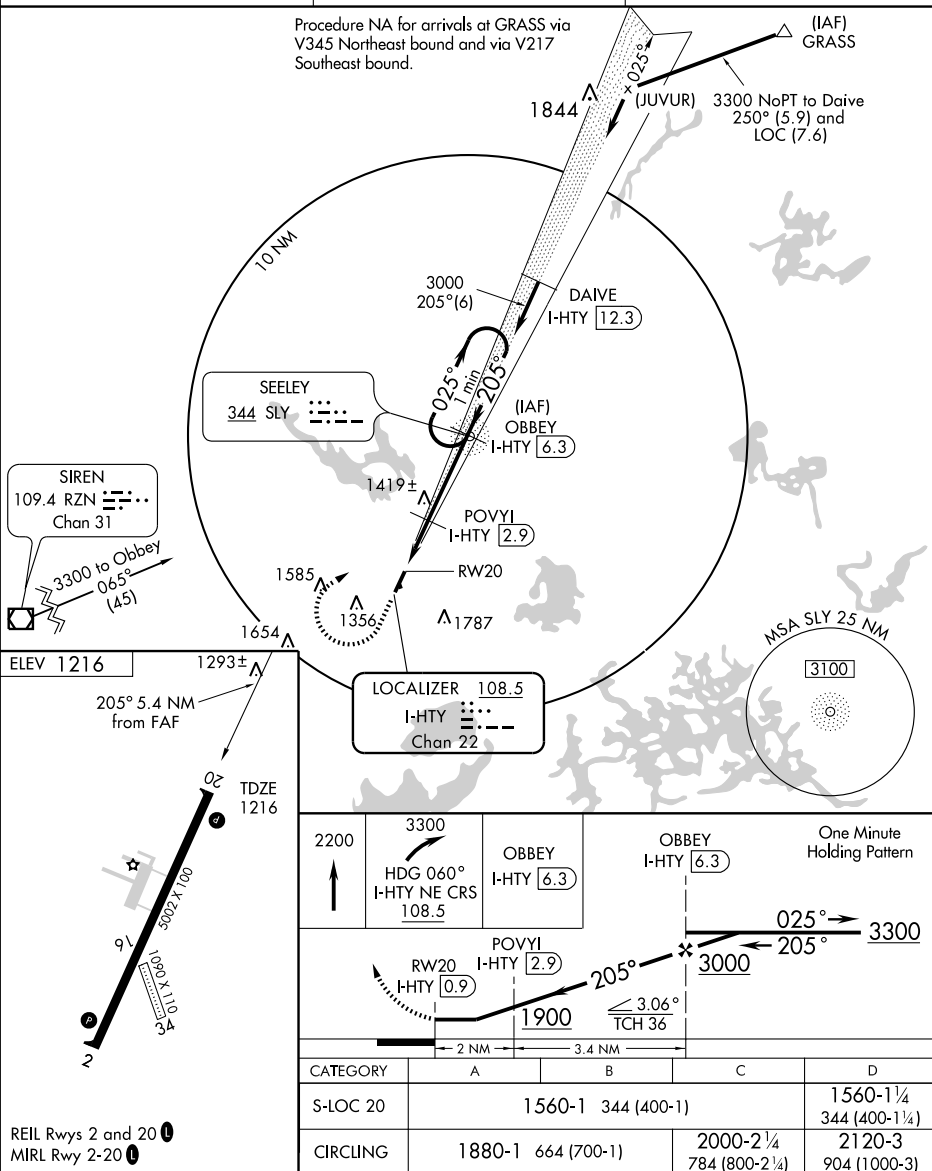 Procedure NA for arrivals at GRASS via
V345 Northeast bound and via V217
Southeast bound.
(IAF)
GRASS
025°
(JUVUR)
1844
3300 NoPT to Daive
250° (5.9) and
LOC (7.6)
10 NM
3000
205°(6)
DAIVE
I-HTY 12.3
025°
1 min
205°
SEELEY
344 SLY
(IAF)
OBBEY
I-HTY 6.3
SIREN
109.4 RZN
Chan 31
1419±
POVYI
I-HTY 2.9
3300 to Obbey
065°
(45)
RW20
1585
1356
1787
1654
MSA SLY 25 NM
3100
ELEV 1216
1293±
205° 5.4 NM
from FAF
LOCALIZER 108.5
I-HTY
Chan 22
20
TDZE
1216
P
5002 X 100
16
1090 X 110
34
P
2
REIL Rwys 2 and 20 L
MIRL Rwy 2-20 L
2200
3300
HDG 060°
I-HTY NE CRS
108.5
OBBEY
I-HTY 6.3
OBBEY
I-HTY 6.3
One Minute
Holding Pattern
025°
205°
3300
3000
POVYI
I-HTY 2.9
RW20
I-HTY 0.9
205°
1900
3.06°
TCH 36
2 NM
3.4 NM
CATEGORY A B C D
S-LOC 20 1560-1 344 (400-1) 1560-1¼
344 (400-1¼)
CIRCLING 1880-1 664 (700-1) 2000-2¼ 2120-3
784 (800-2¼) 904 (1000-3)